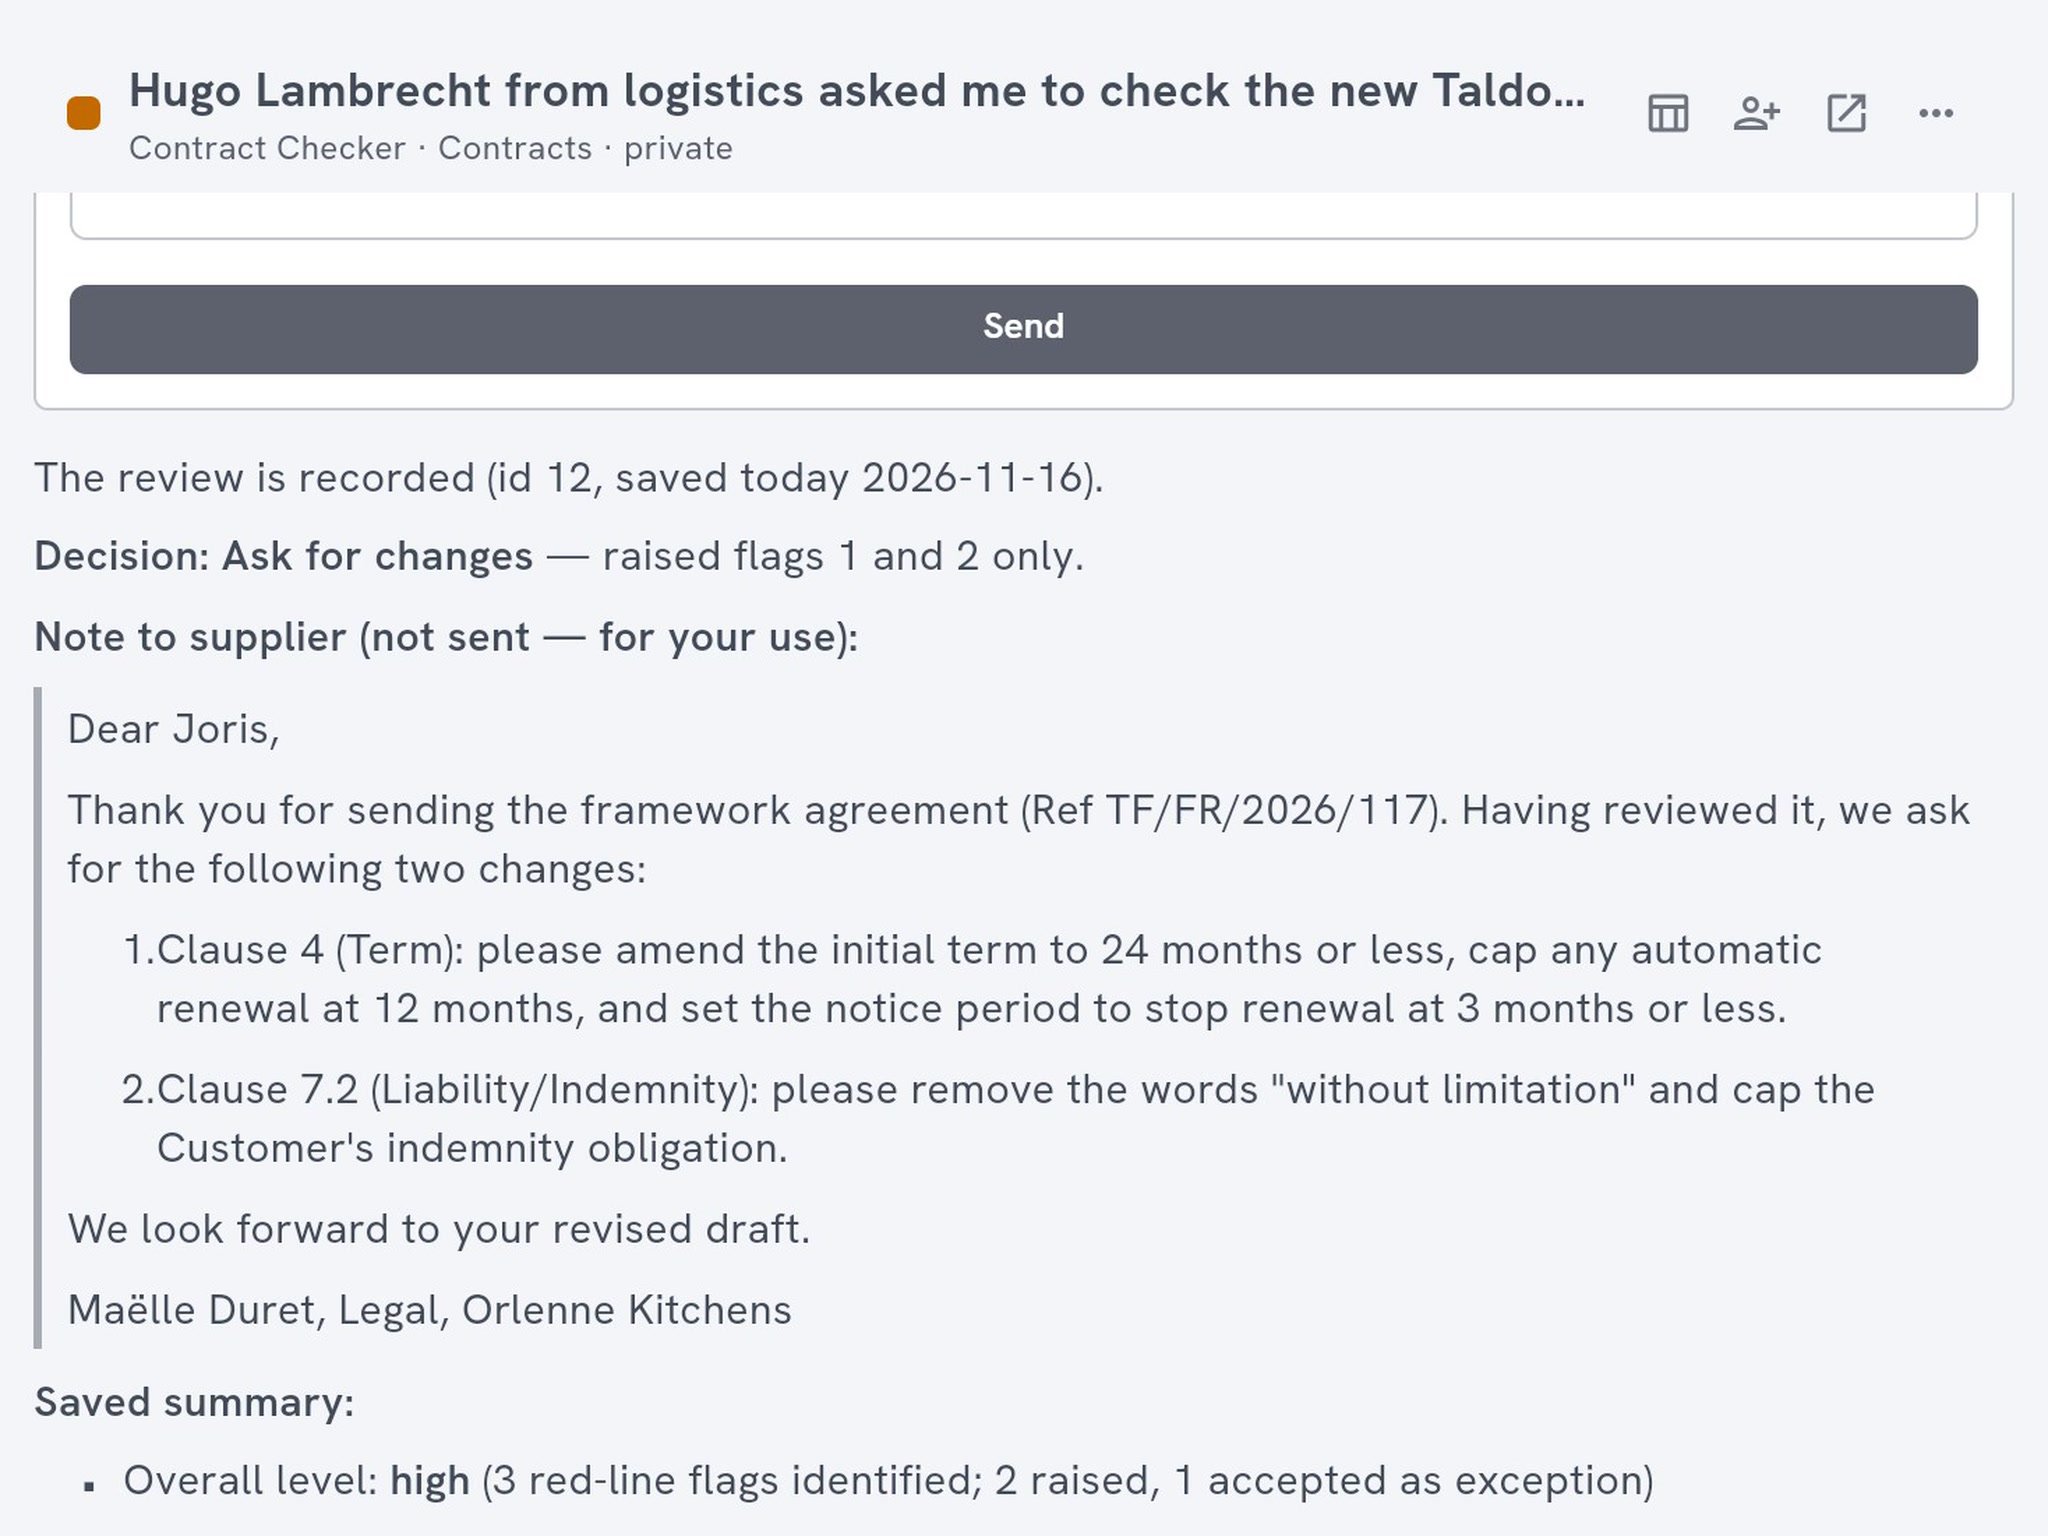 Hugo Lambrecht from logistics asked me to check the new Taldo...
Contract Checker · Contracts · private
Send
The review is recorded (id 12, saved today 2026-11-16).
Decision: Ask for changes — raised flags 1 and 2 only.
Note to supplier (not sent — for your use):
Dear Joris,
Thank you for sending the framework agreement (Ref TF/FR/2026/117). Having reviewed it, we ask
for the following two changes:
1.Clause 4 (Term): please amend the initial term to 24 months or less, cap any automatic
renewal at 12 months, and set the notice period to stop renewal at 3 months or less.
2.Clause 7.2 (Liability/Indemnity): please remove the words "without limitation" and cap the
Customer's indemnity obligation.
We look forward to your revised draft.
Maëlle Duret, Legal, Orlenne Kitchens
Saved summary:
▪ Overall level: high (3 red-line flags identified; 2 raised, 1 accepted as exception)